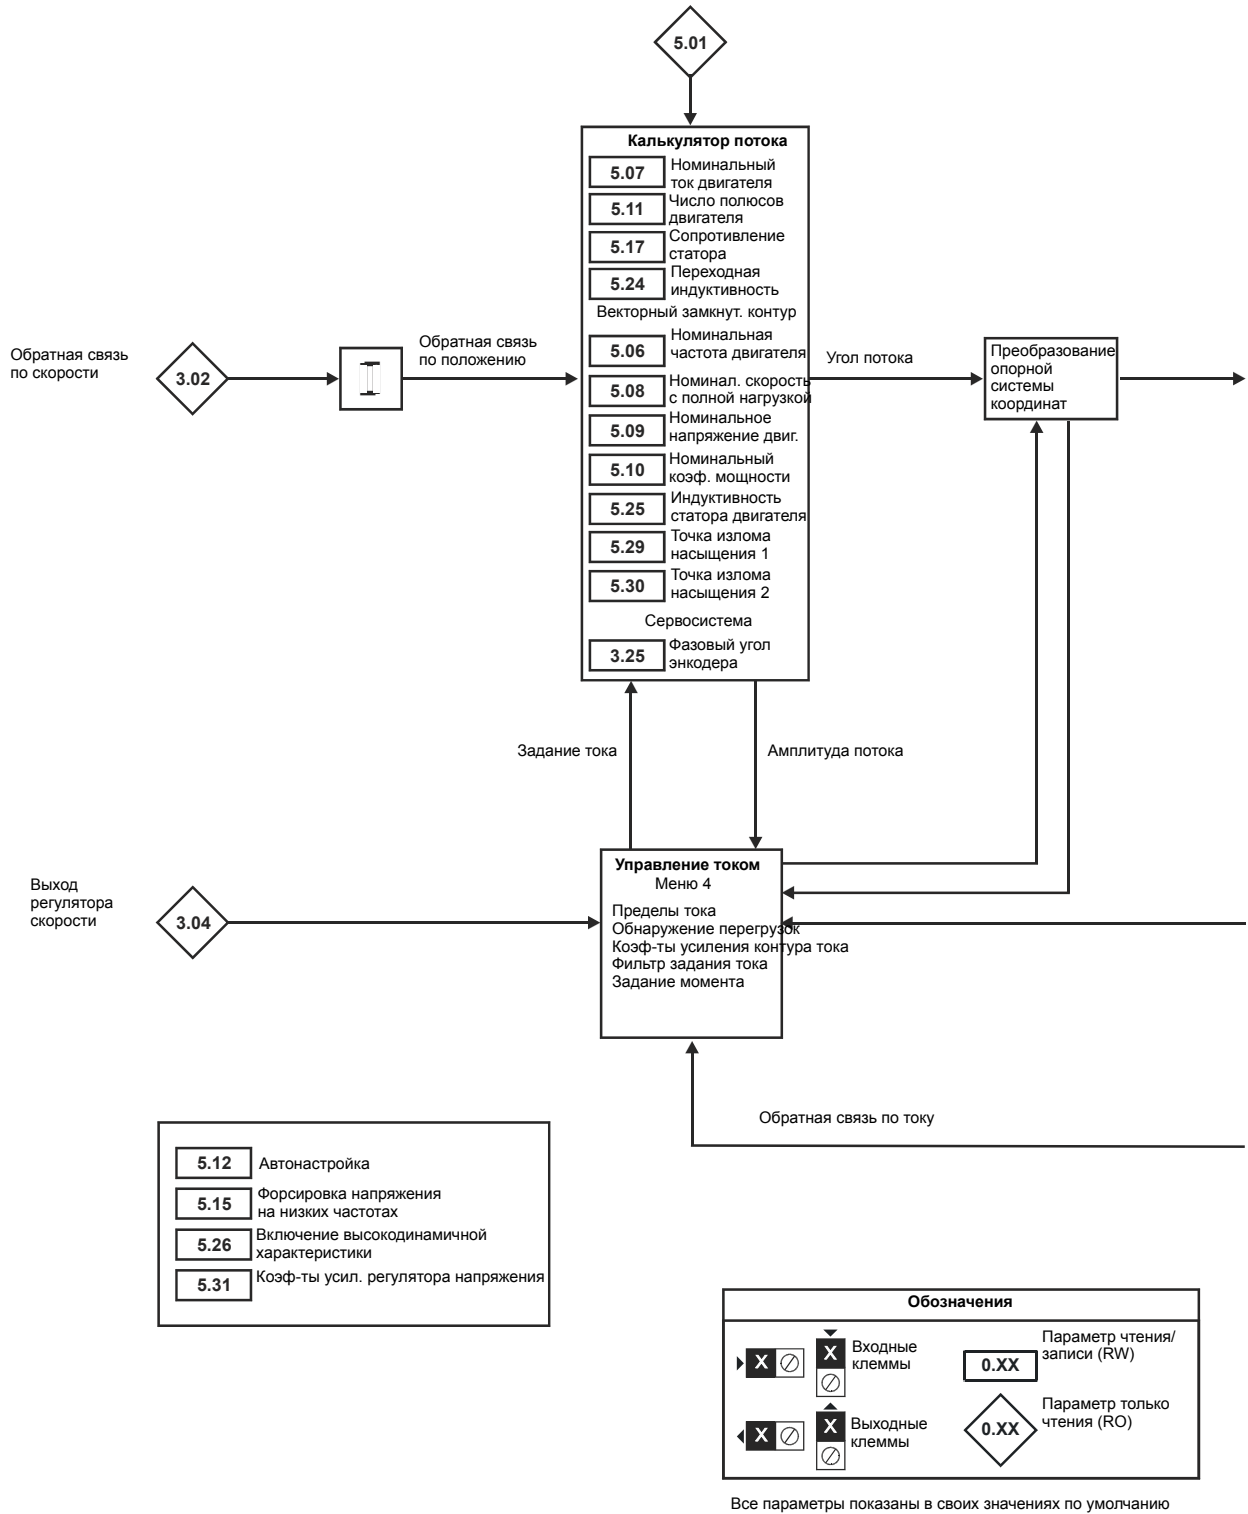 5.01
Калькулятор потока
5.07
Номинальный
ток двигателя
5.11
Число полюсов
двигателя
5.17
Сопротивление
статора
5.24
Переходная
индуктивность
Векторный замкнут. контур
5.06
Номинальная
частота двигателя
5.08
Номинал. скорость
с полной нагрузкой
5.09
Номинальное
напряжение двиг.
5.10
Номинальный
коэф. мощности
5.25
Индуктивность
статора двигателя
5.29
Точка излома
насыщения 1
5.30
Точка излома
насыщения 2
Сервосистема
3.25
Фазовый угол
энкодера
Обратная связь
по скорости
3.02
Обратная связь
по положению
Угол потока
Преобразование
опорной
системы
координат
Задание тока
Амплитуда потока
Выход
регулятора
скорости
3.04
Управление током
Меню 4
Пределы тока
Обнаружение перегрузок
Коэф-ты усиления контура тока
Фильтр задания тока
Задание момента
Обратная связь по току
5.12
Автонастройка
5.15
Форсировка напряжения
на низких частотах
5.26
Включение высокодинамичной
характеристики
5.31
Коэф-ты усил. регулятора напряжения
Обозначения
X
X
Входные
клеммы
0.XX
Параметр чтения/
записи (RW)
X
X
Выходные
клеммы
0.XX
Параметр только
чтения (RO)
Все параметры показаны в своих значениях по умолчанию